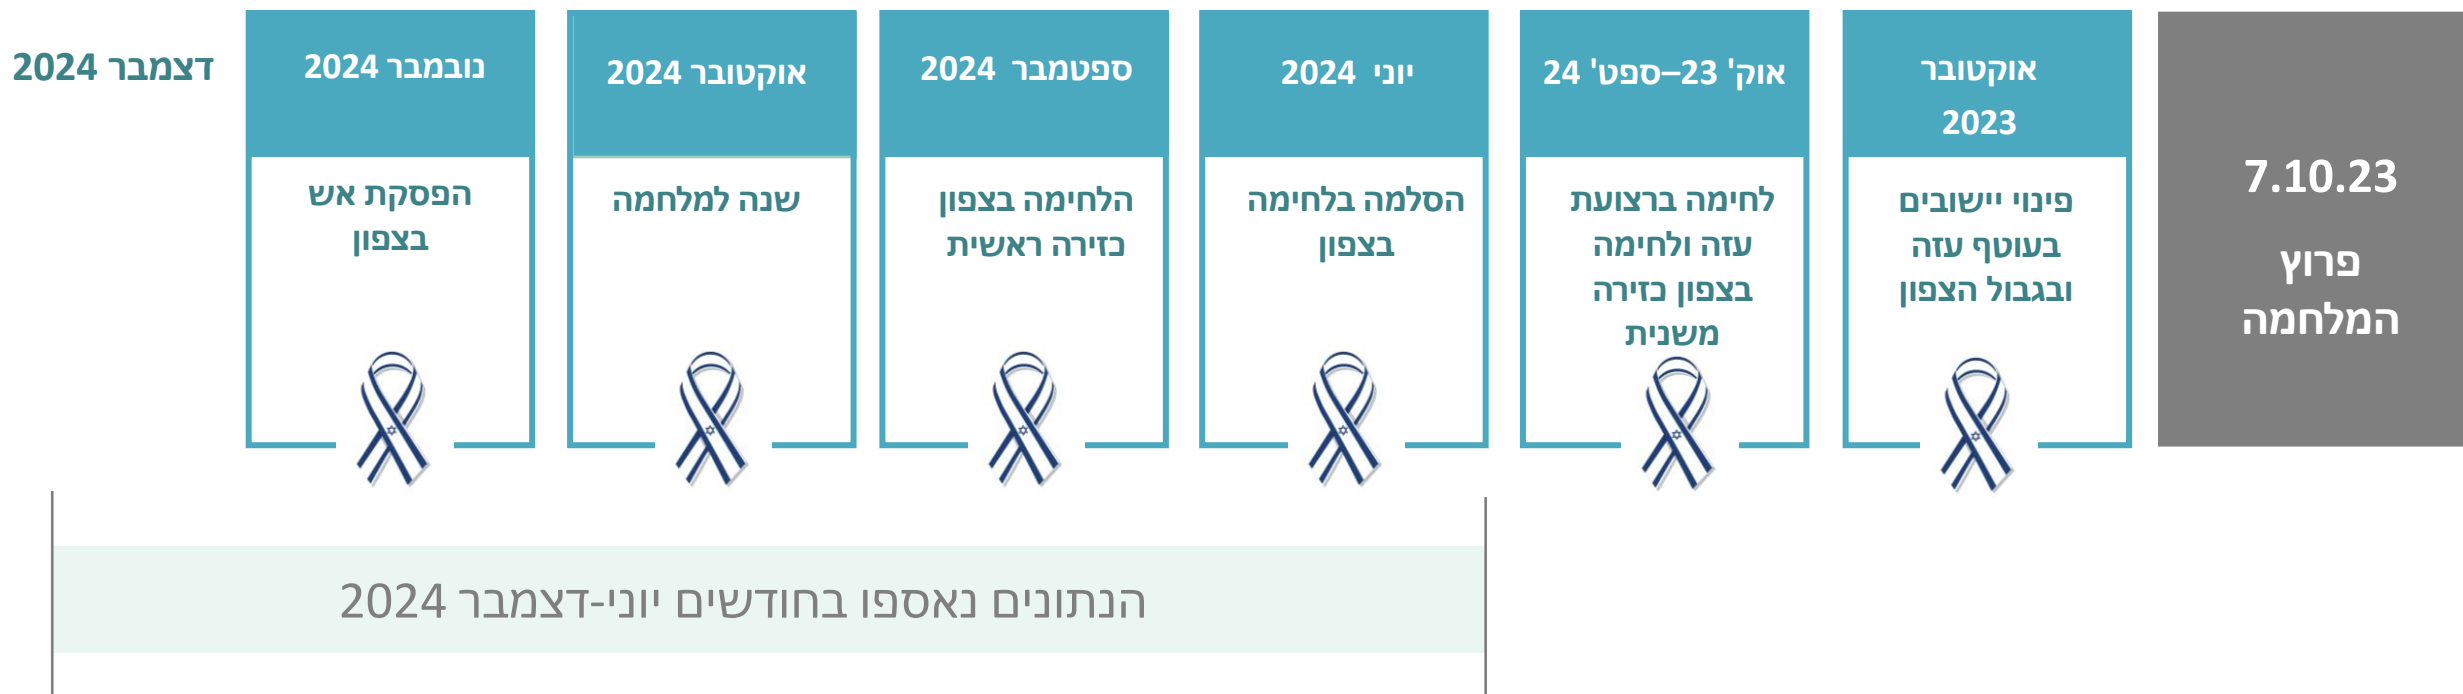 7.10.23
פרוץ
המלחמה
אוקטובר
2023
פינוי יישובים
בעוטף עזה
ובגבול הצפון
אוק' 23–ספט' 24
לחימה ברצועת
עזה ולחימה
בצפון כזירה
משנית
יוני 2024
הסלמה בלחימה
בצפון
ספטמבר 2024
הלחימה בצפון
כזירה ראשית
אוקטובר 2024
שנה למלחמה
נובמבר 2024
הפסקת אש
בצפון
דצמבר 2024
הנתונים נאספו בחודשים יוני-דצמבר 2024